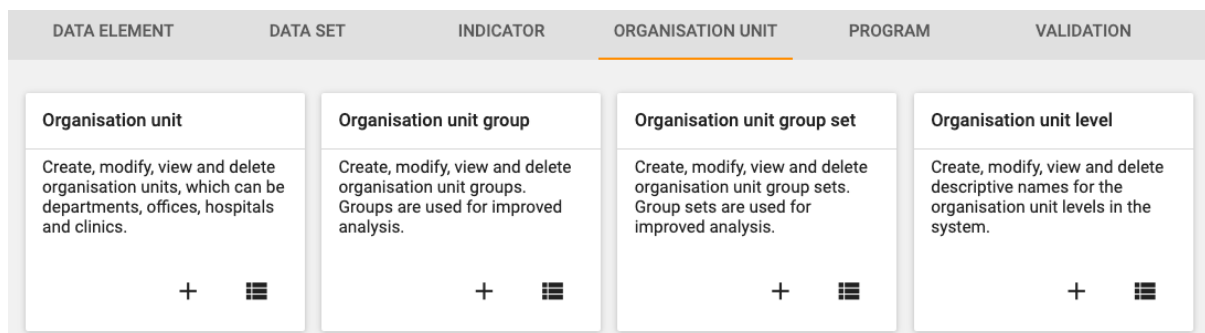 DATA ELEMENT DATA SET INDICATOR ORGANISATION UNIT PROGRAM VALIDATION
Organisation unit
Create, modify, view and delete
organisation units, which can be
departments, offices, hospitals
and clinics.
Organisation unit group
Create, modify, view and delete
organisation unit groups.
Groups are used for improved
analysis.
Organisation unit group set
Create, modify, view and delete
organisation unit group sets.
Group sets are used for
improved analysis.
Organisation unit level
Create, modify, view and delete
descriptive names for the
organisation unit levels in the
system.